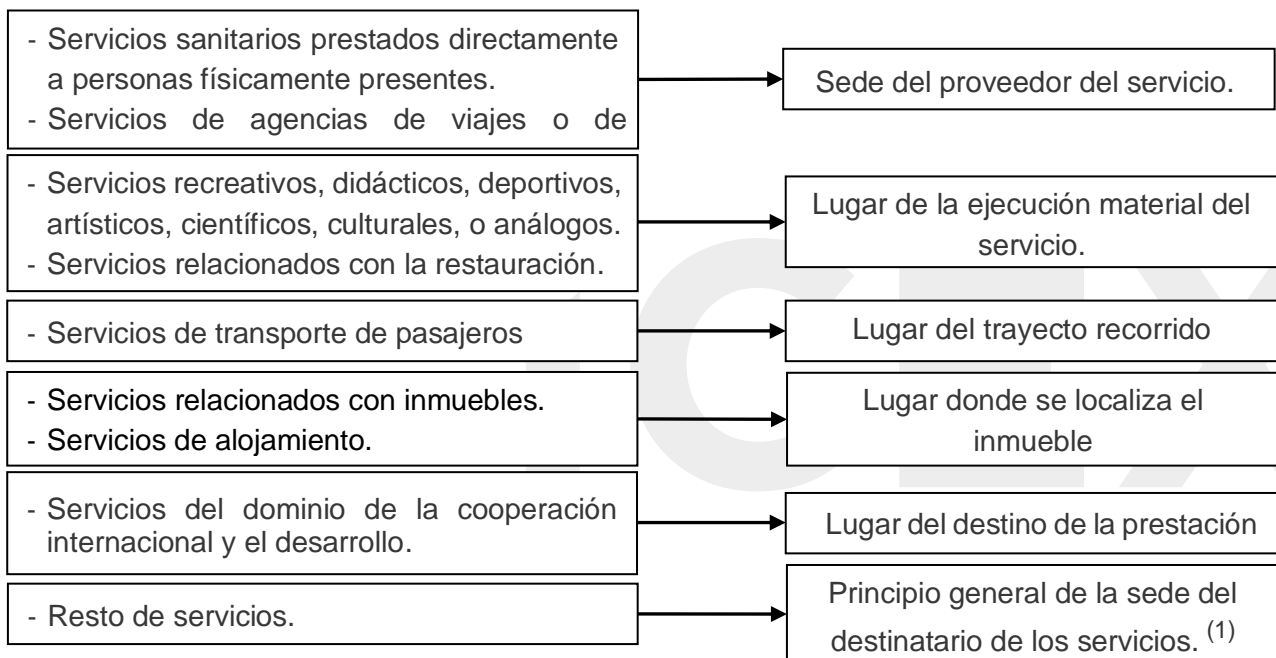 - Servicios sanitarios prestados directamente
a personas físicamente presentes.
- Servicios de agencias de viajes o de
Sede del proveedor del servicio.
- Servicios recreativos, didácticos, deportivos,
artísticos, científicos, culturales, o análogos.
- Servicios relacionados con la restauración.
Lugar de la ejecución material del
servicio.
- Servicios de transporte de pasajeros
Lugar del trayecto recorrido
- Servicios relacionados con inmuebles.
- Servicios de alojamiento.
Lugar donde se localiza el
inmueble
- Servicios del dominio de la cooperación
internacional y el desarrollo.
Lugar del destino de la prestación
- Resto de servicios.
Principio general de la sede del
destinatario de los servicios. (1)